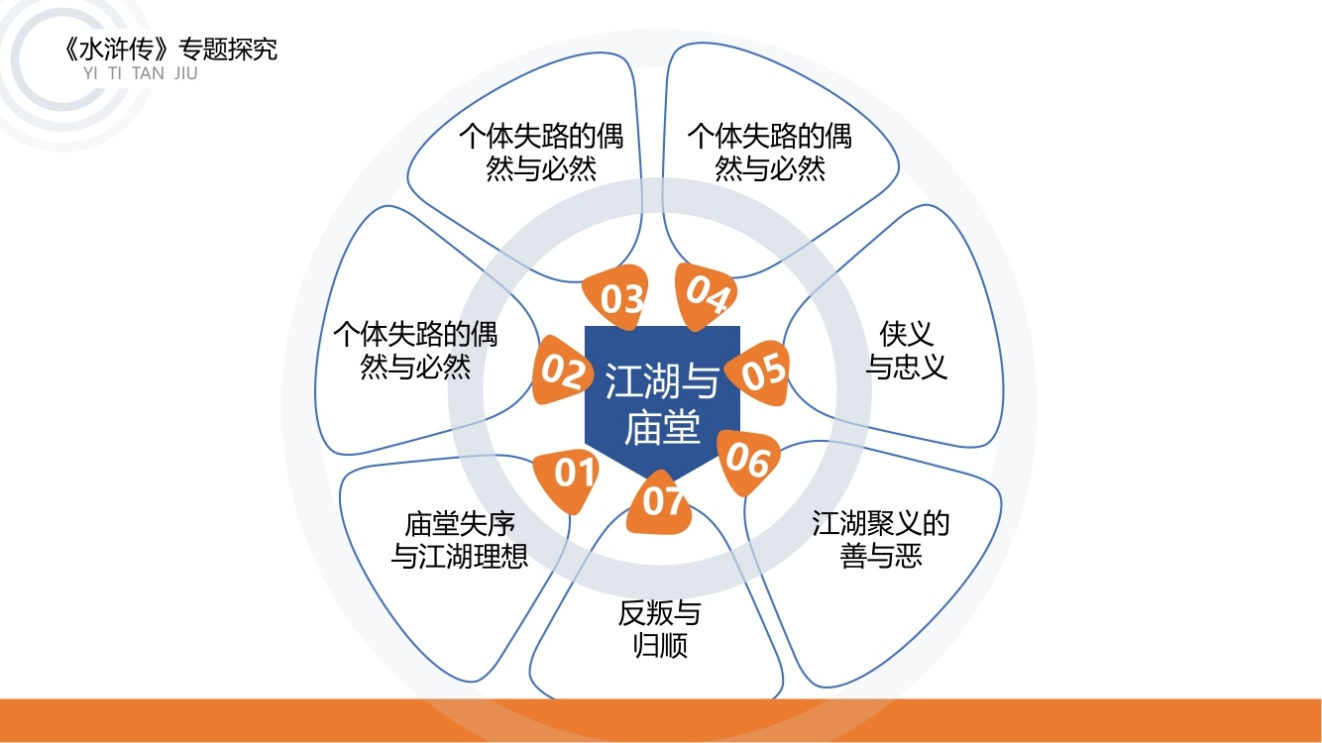 《水浒传》专题探究
YI TI TAN JIU
个体失路的偶
然与必然
个体失路的偶
然与必然
03
04
个体失路的偶
然与必然
02
江湖与
庙堂
05
侠义
与忠义
01
06
07
庙堂失序
与江湖理想
江湖聚义的
善与恶
反叛与
归顺